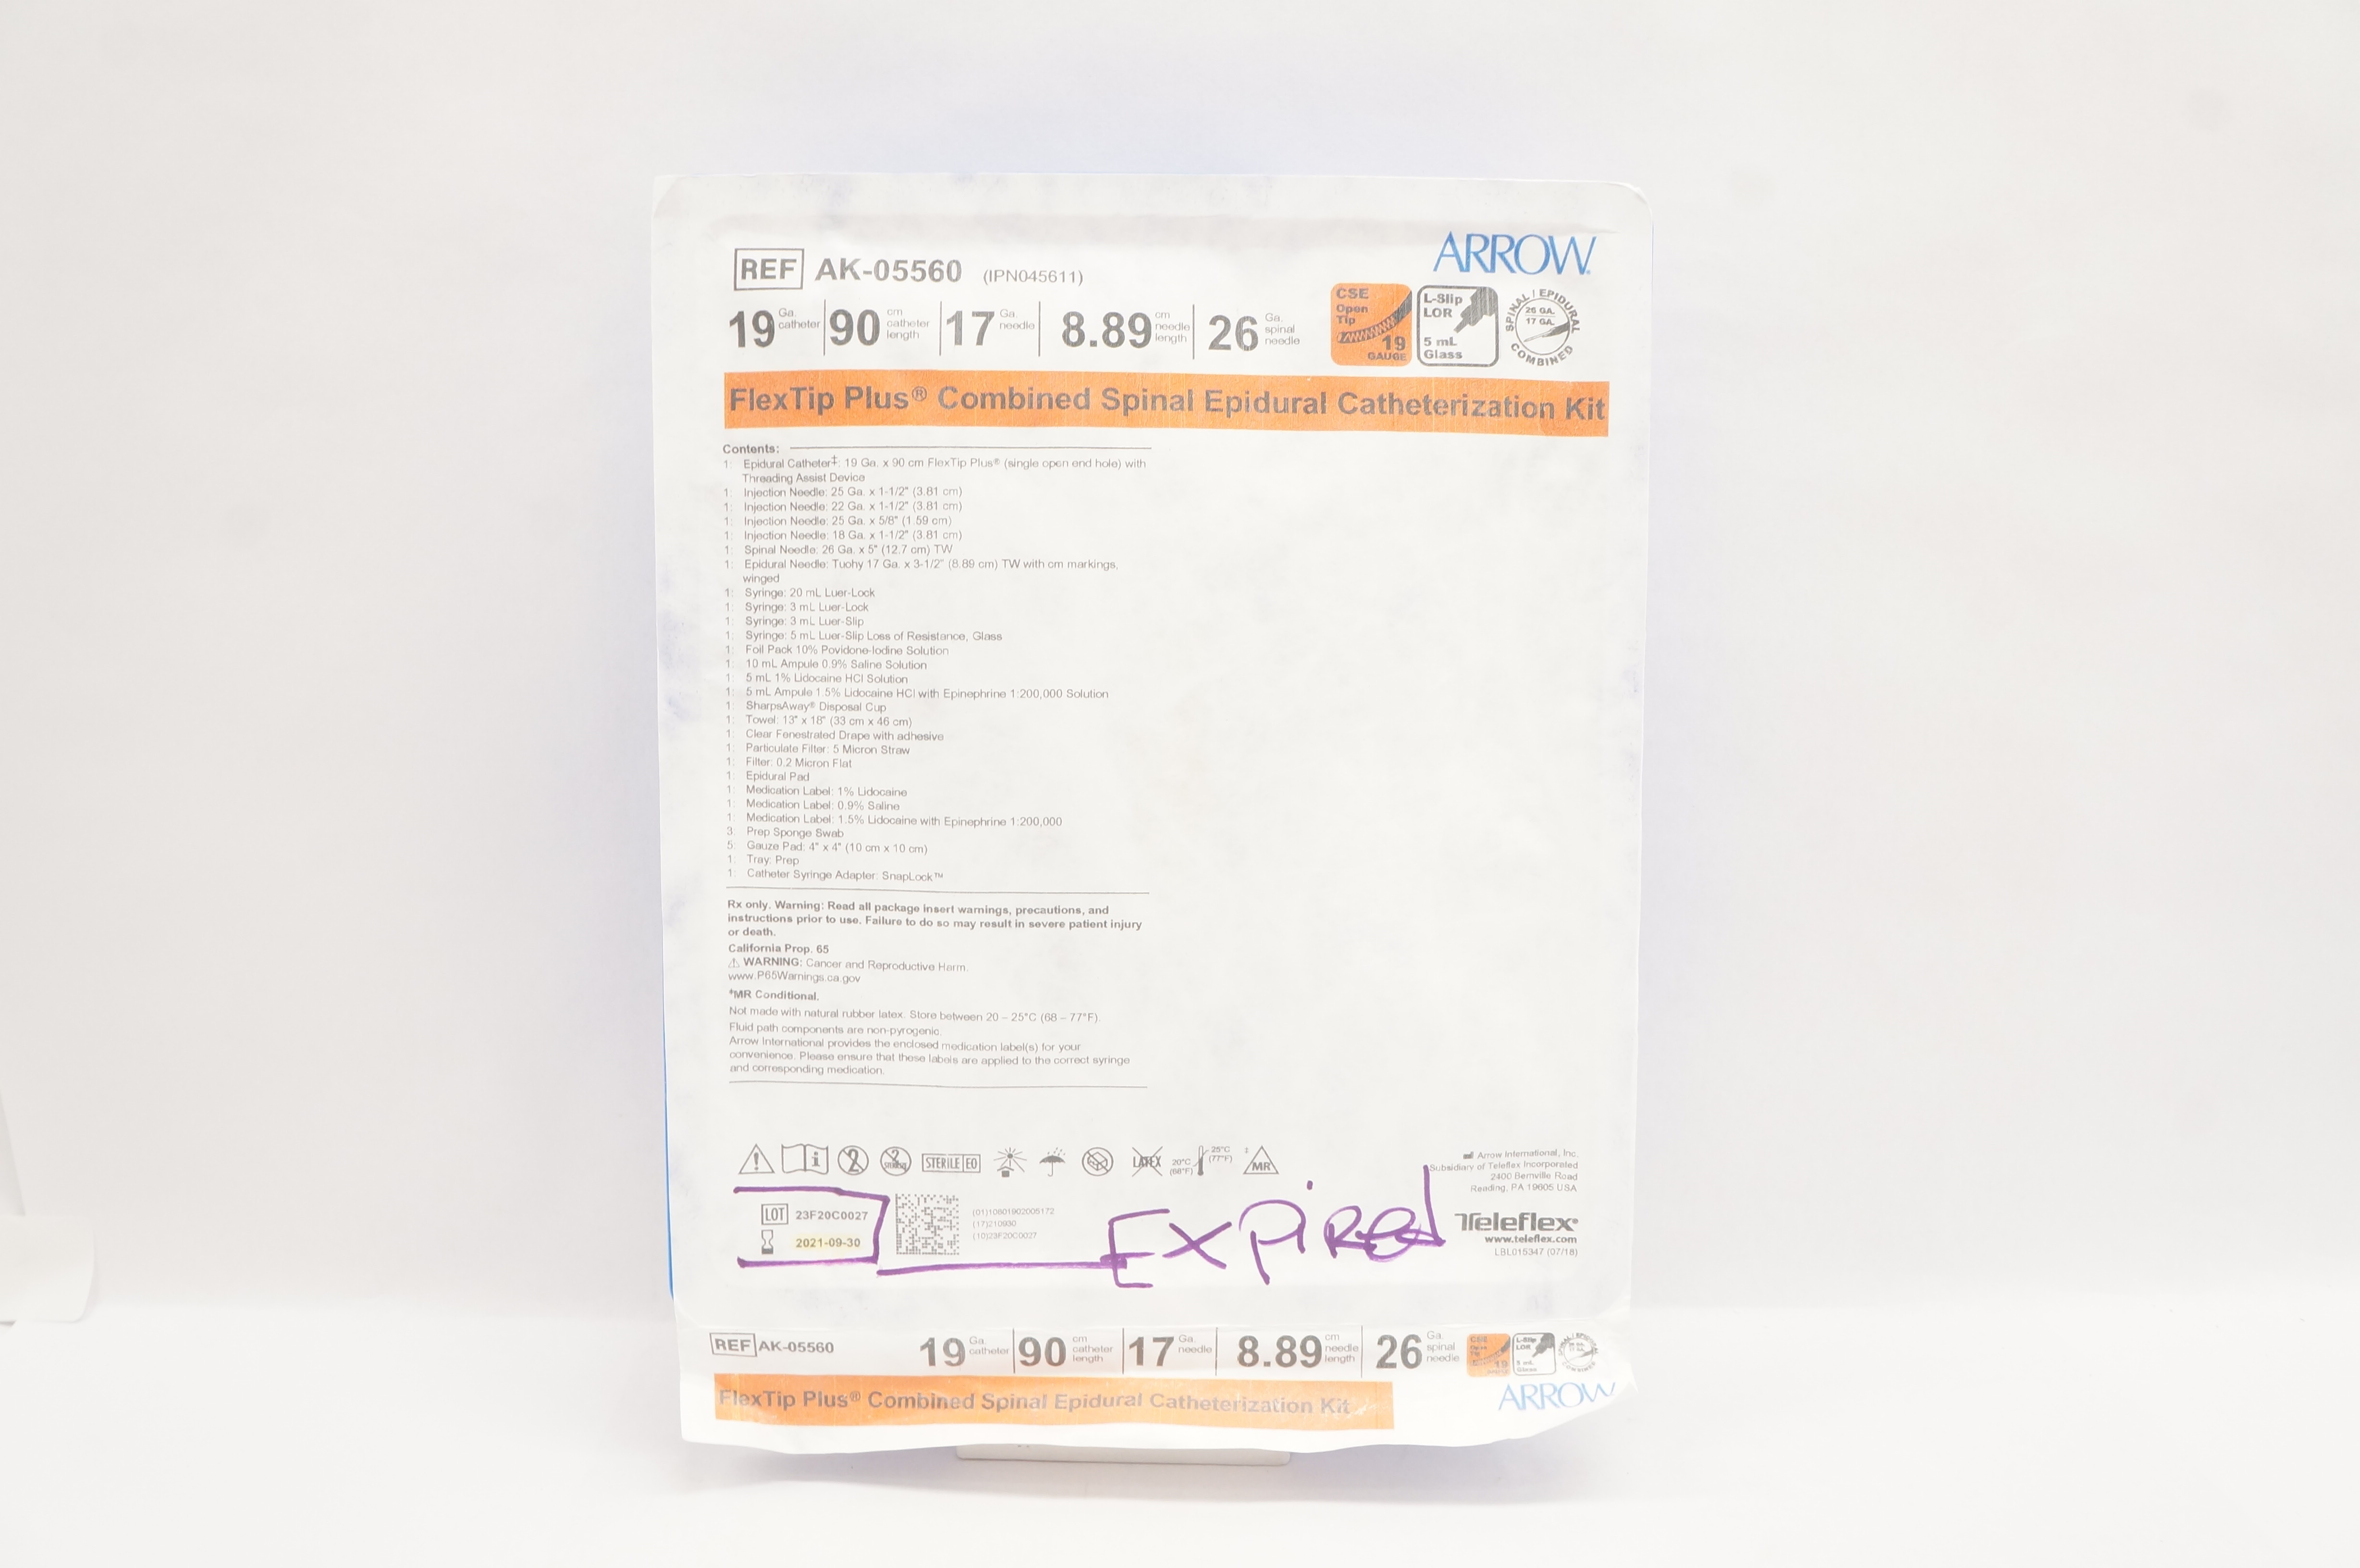 ARROW
REF AK-05560 (IPN045611)
19 Ga. catheter 90 cm catheter length 17 Ga. needle 8.89 cm needle length 26 Ga. spinal needle
CSE Open Tip 19 GAUGE
L-Slip LOR 5 mL Glass
SPINAL / EPIDURAL 26 GA. 17 GA. COMBINED
FlexTip Plus® Combined Spinal Epidural Catheterization Kit
Contents:
1: Epidural Catheter‡: 19 Ga. x 90 cm FlexTip Plus® (single open end hole) with
Threading Assist Device
1: Injection Needle: 25 Ga. x 1-1/2" (3.81 cm)
1: Injection Needle: 22 Ga. x 1-1/2" (3.81 cm)
1: Injection Needle: 25 Ga. x 5/8" (1.59 cm)
1: Injection Needle: 18 Ga. x 1-1/2" (3.81 cm)
1: Spinal Needle: 26 Ga. x 5" (12.7 cm) TW
1: Epidural Needle: Tuohy 17 Ga. x 3-1/2" (8.89 cm) TW with cm markings,
winged
1: Syringe: 20 mL Luer-Lock
1: Syringe: 3 mL Luer-Lock
1: Syringe: 3 mL Luer-Slip
1: Syringe: 5 mL Luer-Slip Loss of Resistance, Glass
1: Foil Pack 10% Povidone-Iodine Solution
1: 10 mL Ampule 0.9% Saline Solution
1: 5 mL 1% Lidocaine HCl Solution
1: 5 mL Ampule 1.5% Lidocaine HCl with Epinephrine 1:200,000 Solution
1: SharpsAway® Disposal Cup
1: Towel: 13" x 18" (33 cm x 46 cm)
1: Clear Fenestrated Drape with adhesive
1: Particulate Filter: 5 Micron Straw
1: Filter: 0.2 Micron Flat
1: Epidural Pad
1: Medication Label: 1% Lidocaine
1: Medication Label: 0.9% Saline
1: Medication Label: 1.5% Lidocaine with Epinephrine 1:200,000
3: Prep Sponge Swab
5: Gauze Pad: 4" x 4" (10 cm x 10 cm)
1: Tray: Prep
1: Catheter Syringe Adapter: SnapLock™
Rx only. Warning: Read all package insert warnings, precautions, and
instructions prior to use. Failure to do so may result in severe patient injury
or death.
California Prop. 65
⚠ WARNING: Cancer and Reproductive Harm.
www.P65Warnings.ca.gov
‡MR Conditional.
Not made with natural rubber latex. Store between 20 – 25°C (68 – 77°F).
Fluid path components are non-pyrogenic.
Arrow International provides the enclosed medication label(s) for your
convenience. Please ensure that these labels are applied to the correct syringe
and corresponding medication.
2 STERILE EO LATEX 20°C (68°F) 25°C (77°F) ‡ MR
Arrow International, Inc.
Subsidiary of Teleflex Incorporated
2400 Bernville Road
Reading, PA 19605 USA
LOT 23F20C0027
2021-09-30
(01)10801902005172
(17)210930
(10)23F20C0027
Expired
Teleflex®
www.teleflex.com
LBL015347 (07/18)
REF AK-05560 19 Ga. catheter 90 cm catheter length 17 Ga. needle 8.89 cm needle length 26 Ga. spinal needle
FlexTip Plus® Combined Spinal Epidural Catheterization Kit
ARROW